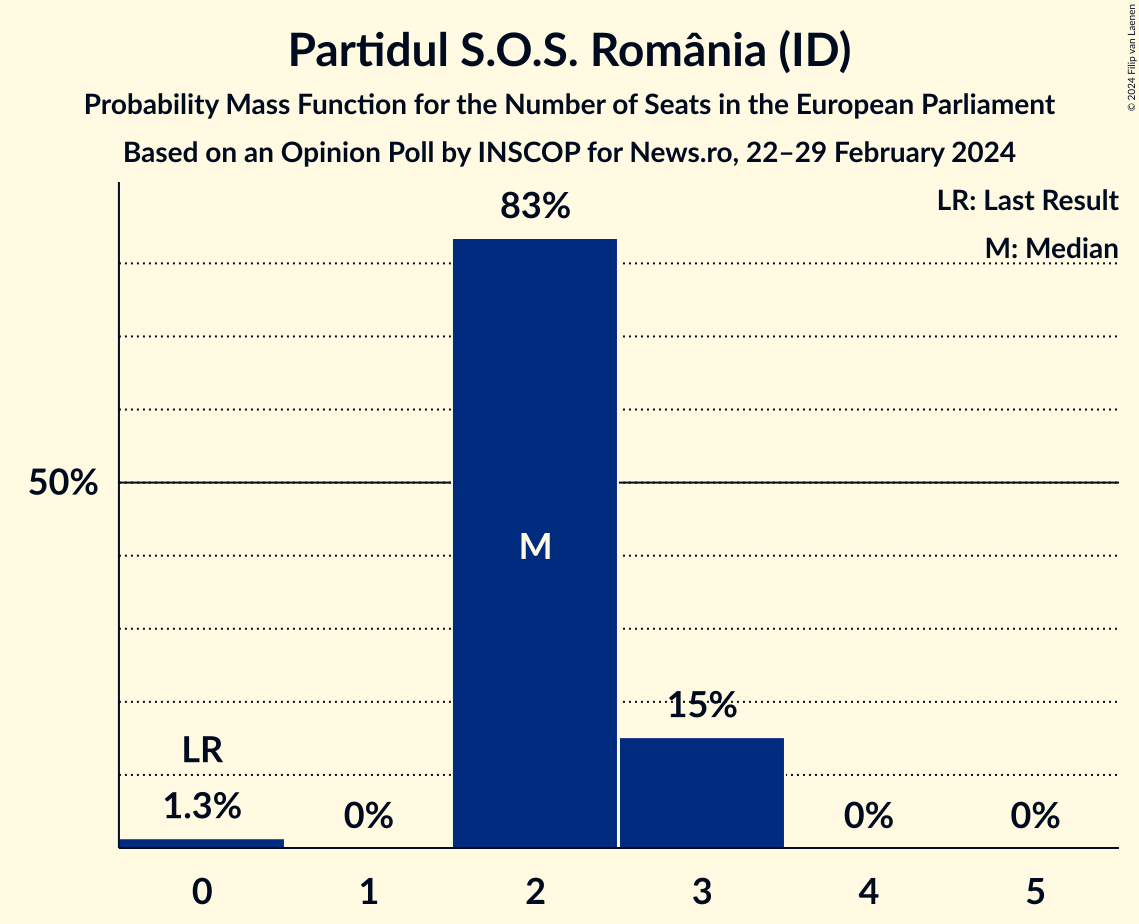 Partidul S.O.S. România (ID)
Probability Mass Function for the Number of Seats in the European Parliament
Based on an Opinion Poll by INSCOP for News.ro, 22–29 February 2024
© 2024 Filip van Laenen
LR: Last Result
M: Median
83%
50%
M
15%
LR
1.3%
0%
0%
0%
0
1
2
3
4
5